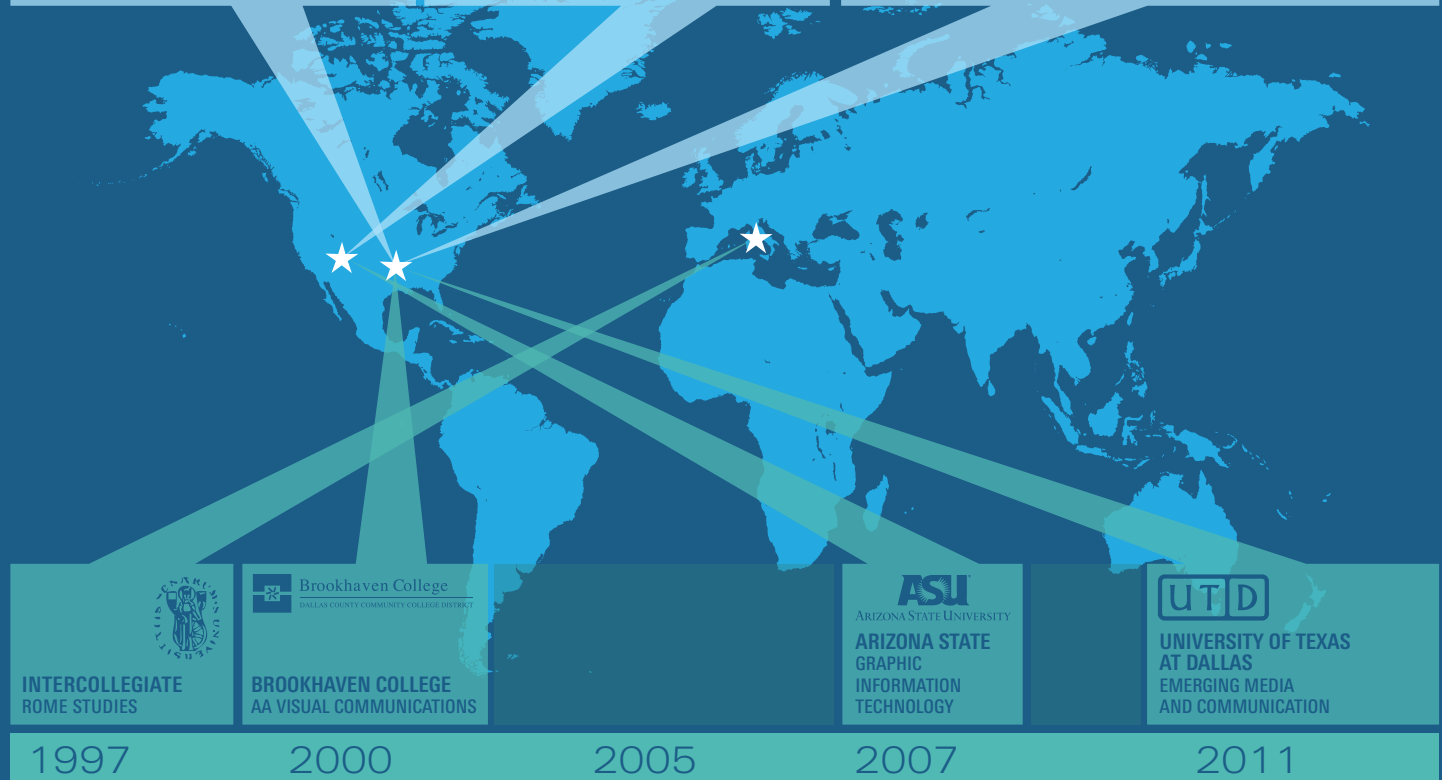 UNIVERSITY
INTERCOLLEGIATE
ROME STUDIES
Brookhaven College
DALLAS COUNTY COMMUNITY COLLEGE DISTRICT
BROOKHAVEN COLLEGE
AA VISUAL COMMUNICATIONS
ASU
ARIZONA STATE UNIVERSITY
ARIZONA STATE
GRAPHIC
INFORMATION
TECHNOLOGY
UTD
UNIVERSITY OF TEXAS
AT DALLAS
EMERGING MEDIA
AND COMMUNICATION
1997
2000
2005
2007
2011